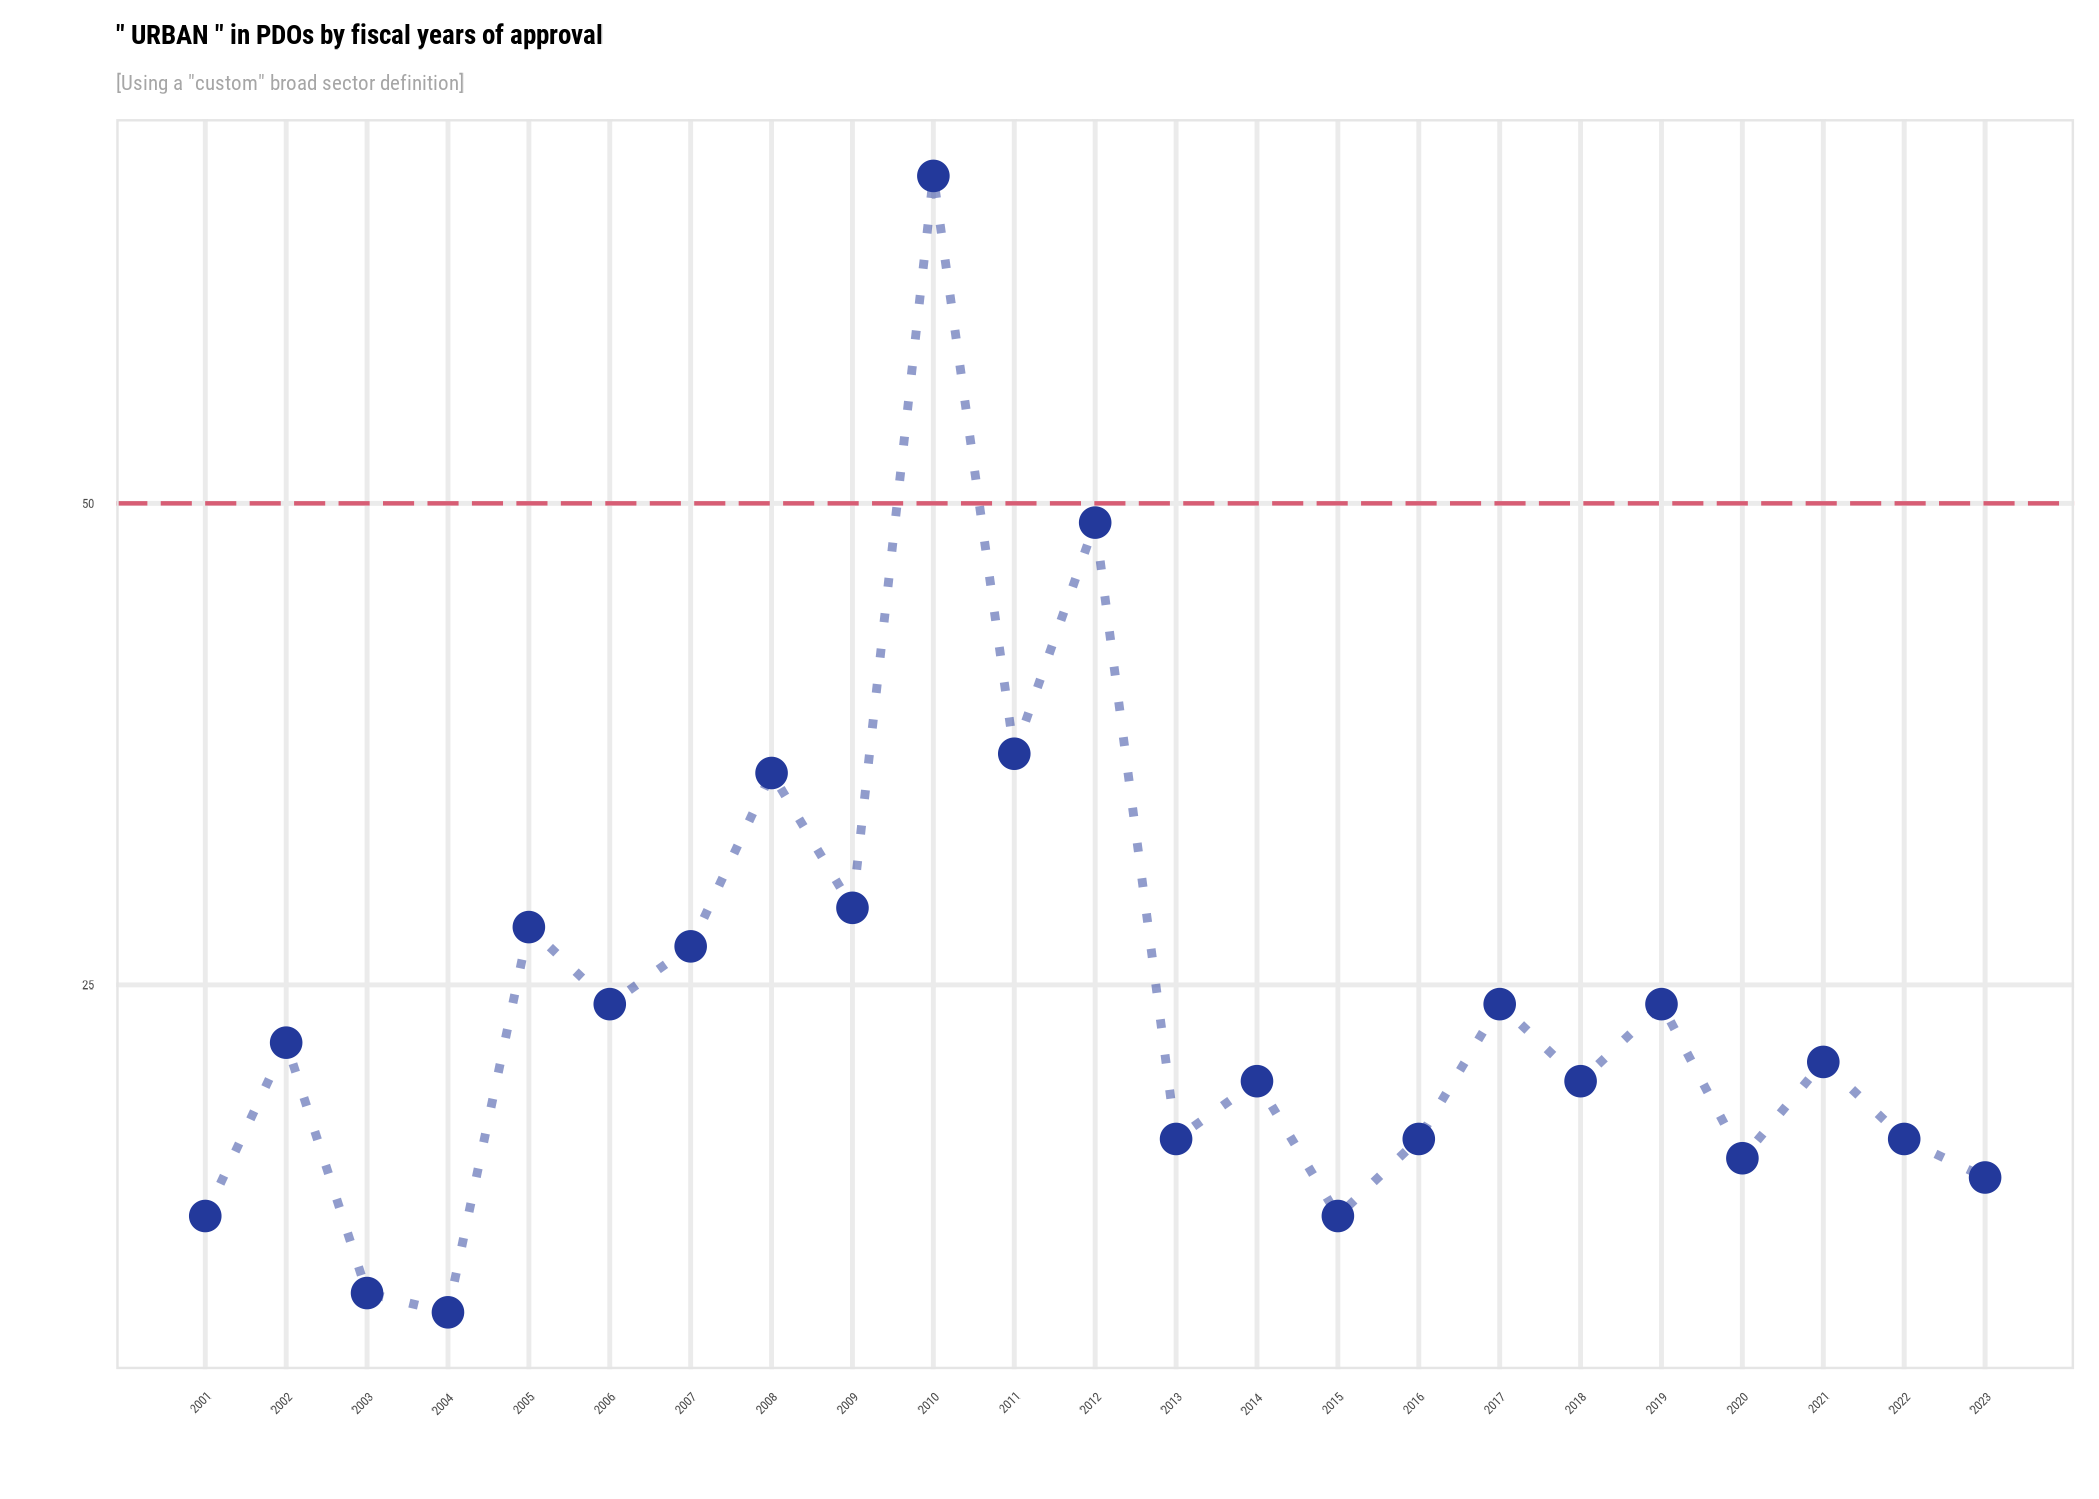 " URBAN " in PDOs by fiscal years of approval
[Using a "custom" broad sector definition]
50
25
2001 2002 2003 2004 2005 2006 2007 2008 2009 2010 2011 2012 2013 2014 2015 2016 2017 2018 2019 2020 2021 2022 2023